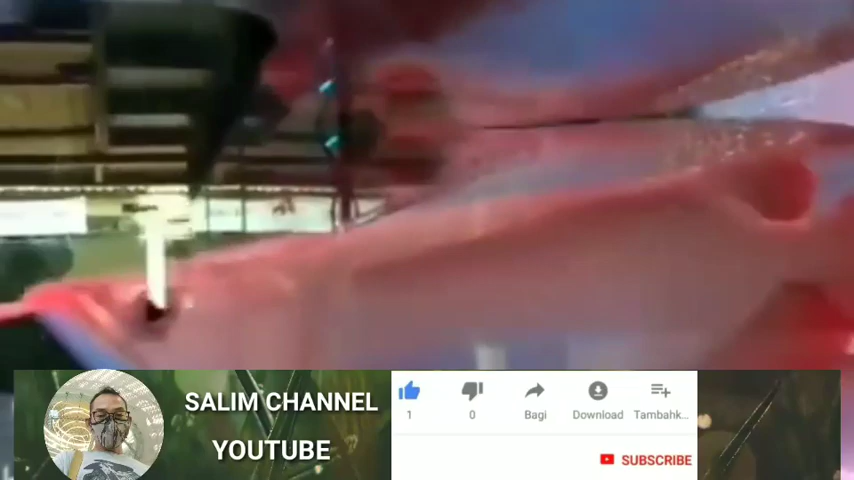 SALIM CHANNEL
YOUTUBE
1
0
Bagi
Download
Tambahk...
SUBSCRIBE